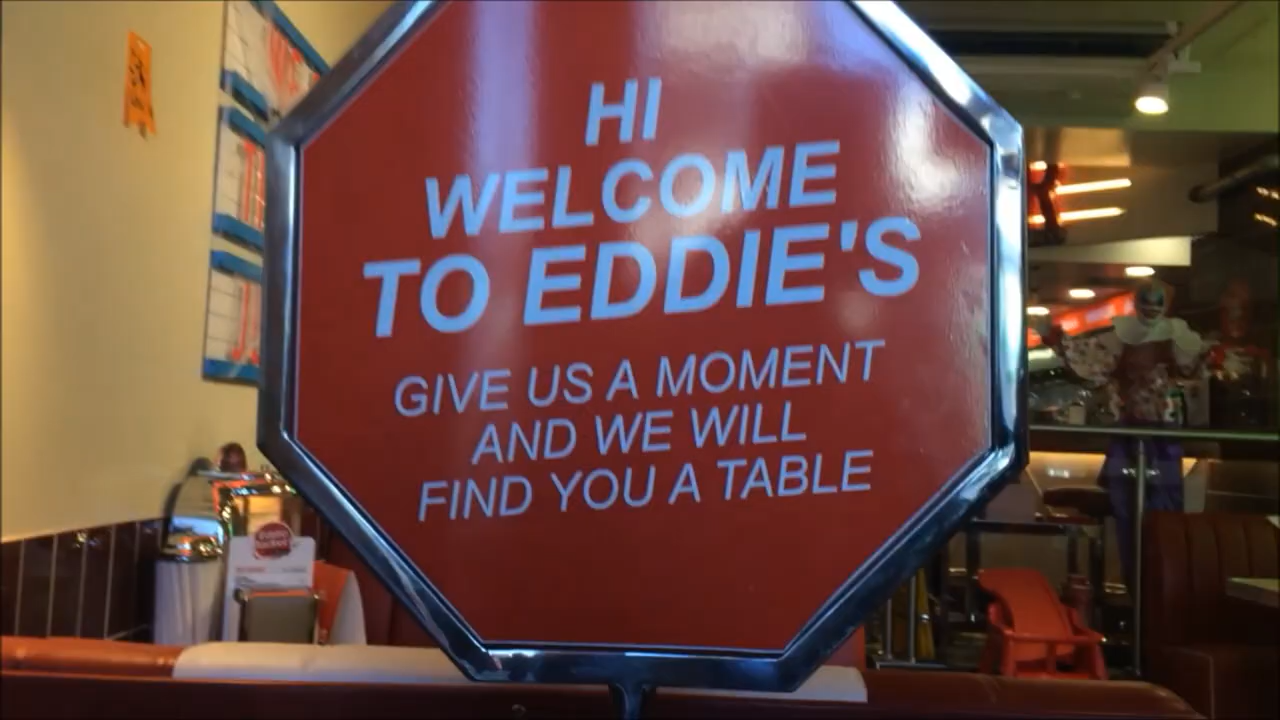 HI
WELCOME
TO EDDIE'S
GIVE US A MOMENT
AND WE WILL
FIND YOU A TABLE